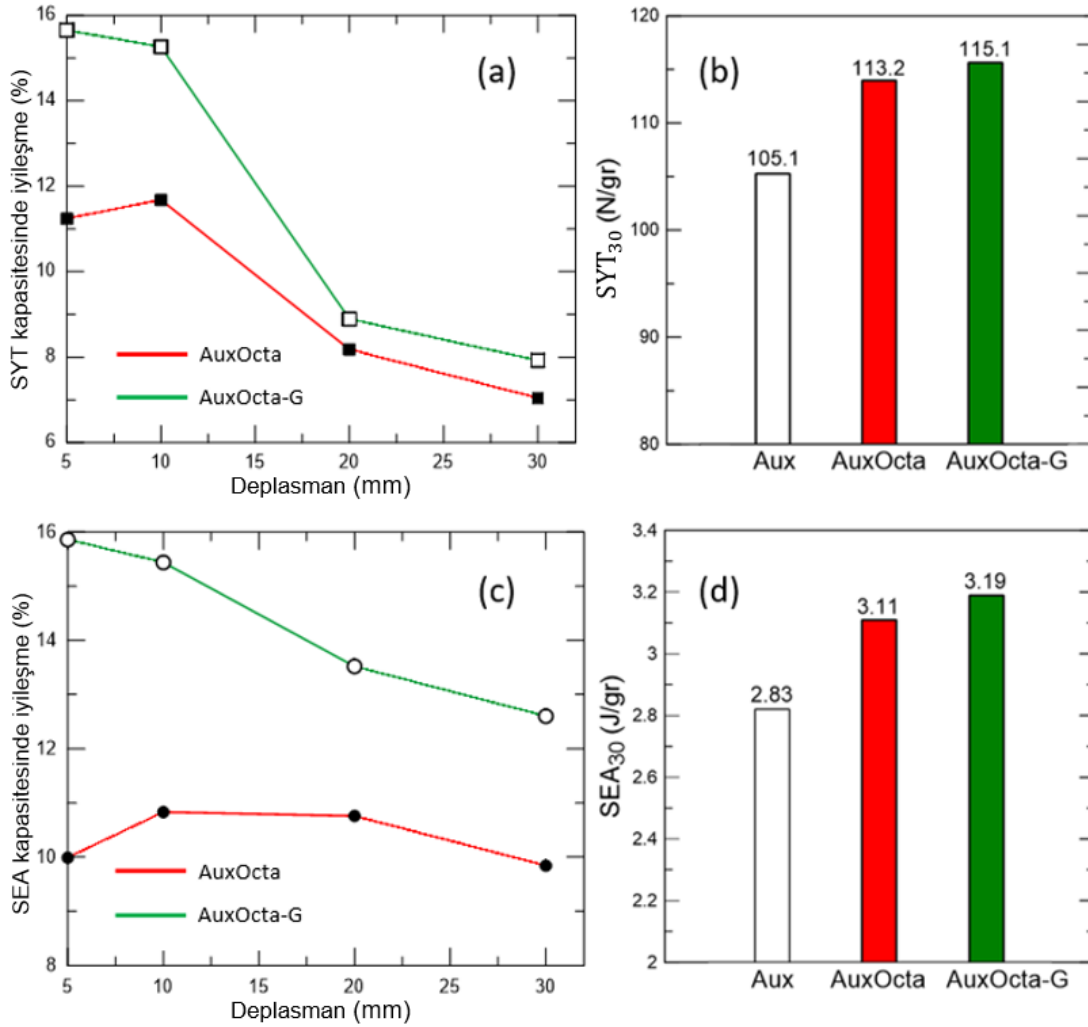 SYT kapasitesinde iyileşme (%)
16
14
12
10
8
6
(a)
AuxOcta
AuxOcta-G
5 10 15 20 25 30
Deplasman (mm)
SYT30 (N/gr)
120
110
100
90
80
(b)
105.1
113.2
115.1
Aux AuxOcta AuxOcta-G
SEA kapasitesinde iyileşme (%)
16
14
12
10
8
(c)
AuxOcta
AuxOcta-G
5 10 15 20 25 30
Deplasman (mm)
SEA30 (J/gr)
3.4
3.2
3
2.8
2.6
2.4
2.2
2
(d)
2.83
3.11
3.19
Aux AuxOcta AuxOcta-G